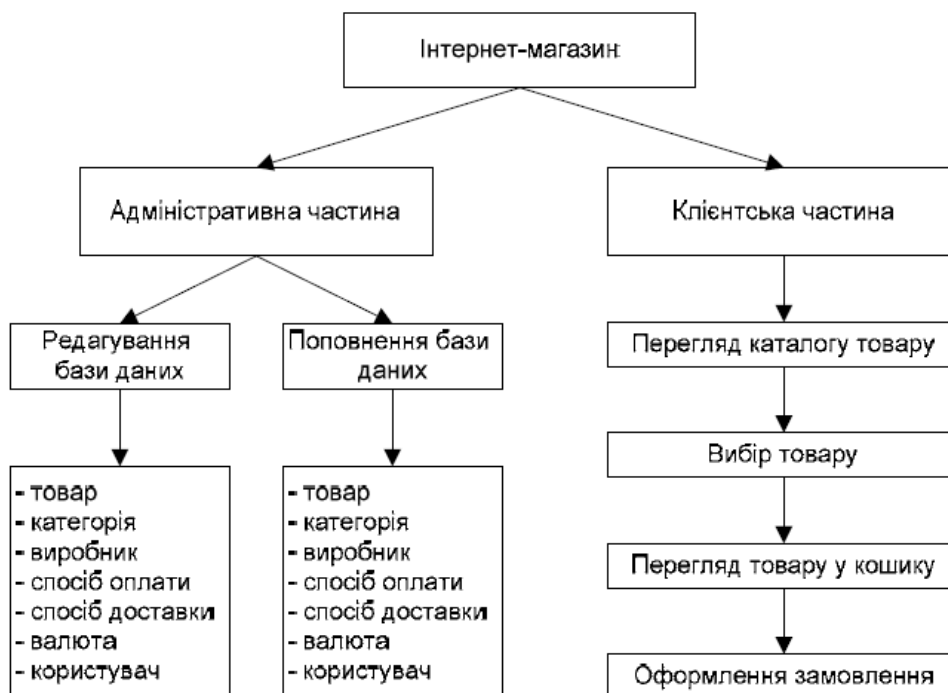 Інтернет-магазин
Адміністративна частина
Клієнтська частина
Редагування
бази даних
Поповнення бази
даних
Перегляд каталогу товару
Вибір товару
Перегляд товару у кошику
Оформлення замовлення
- товар
- категорія
- виробник
- спосіб оплати
- спосіб доставки
- валюта
- користувач
- товар
- категорія
- виробник
- спосіб оплати
- спосіб доставки
- валюта
- користувач